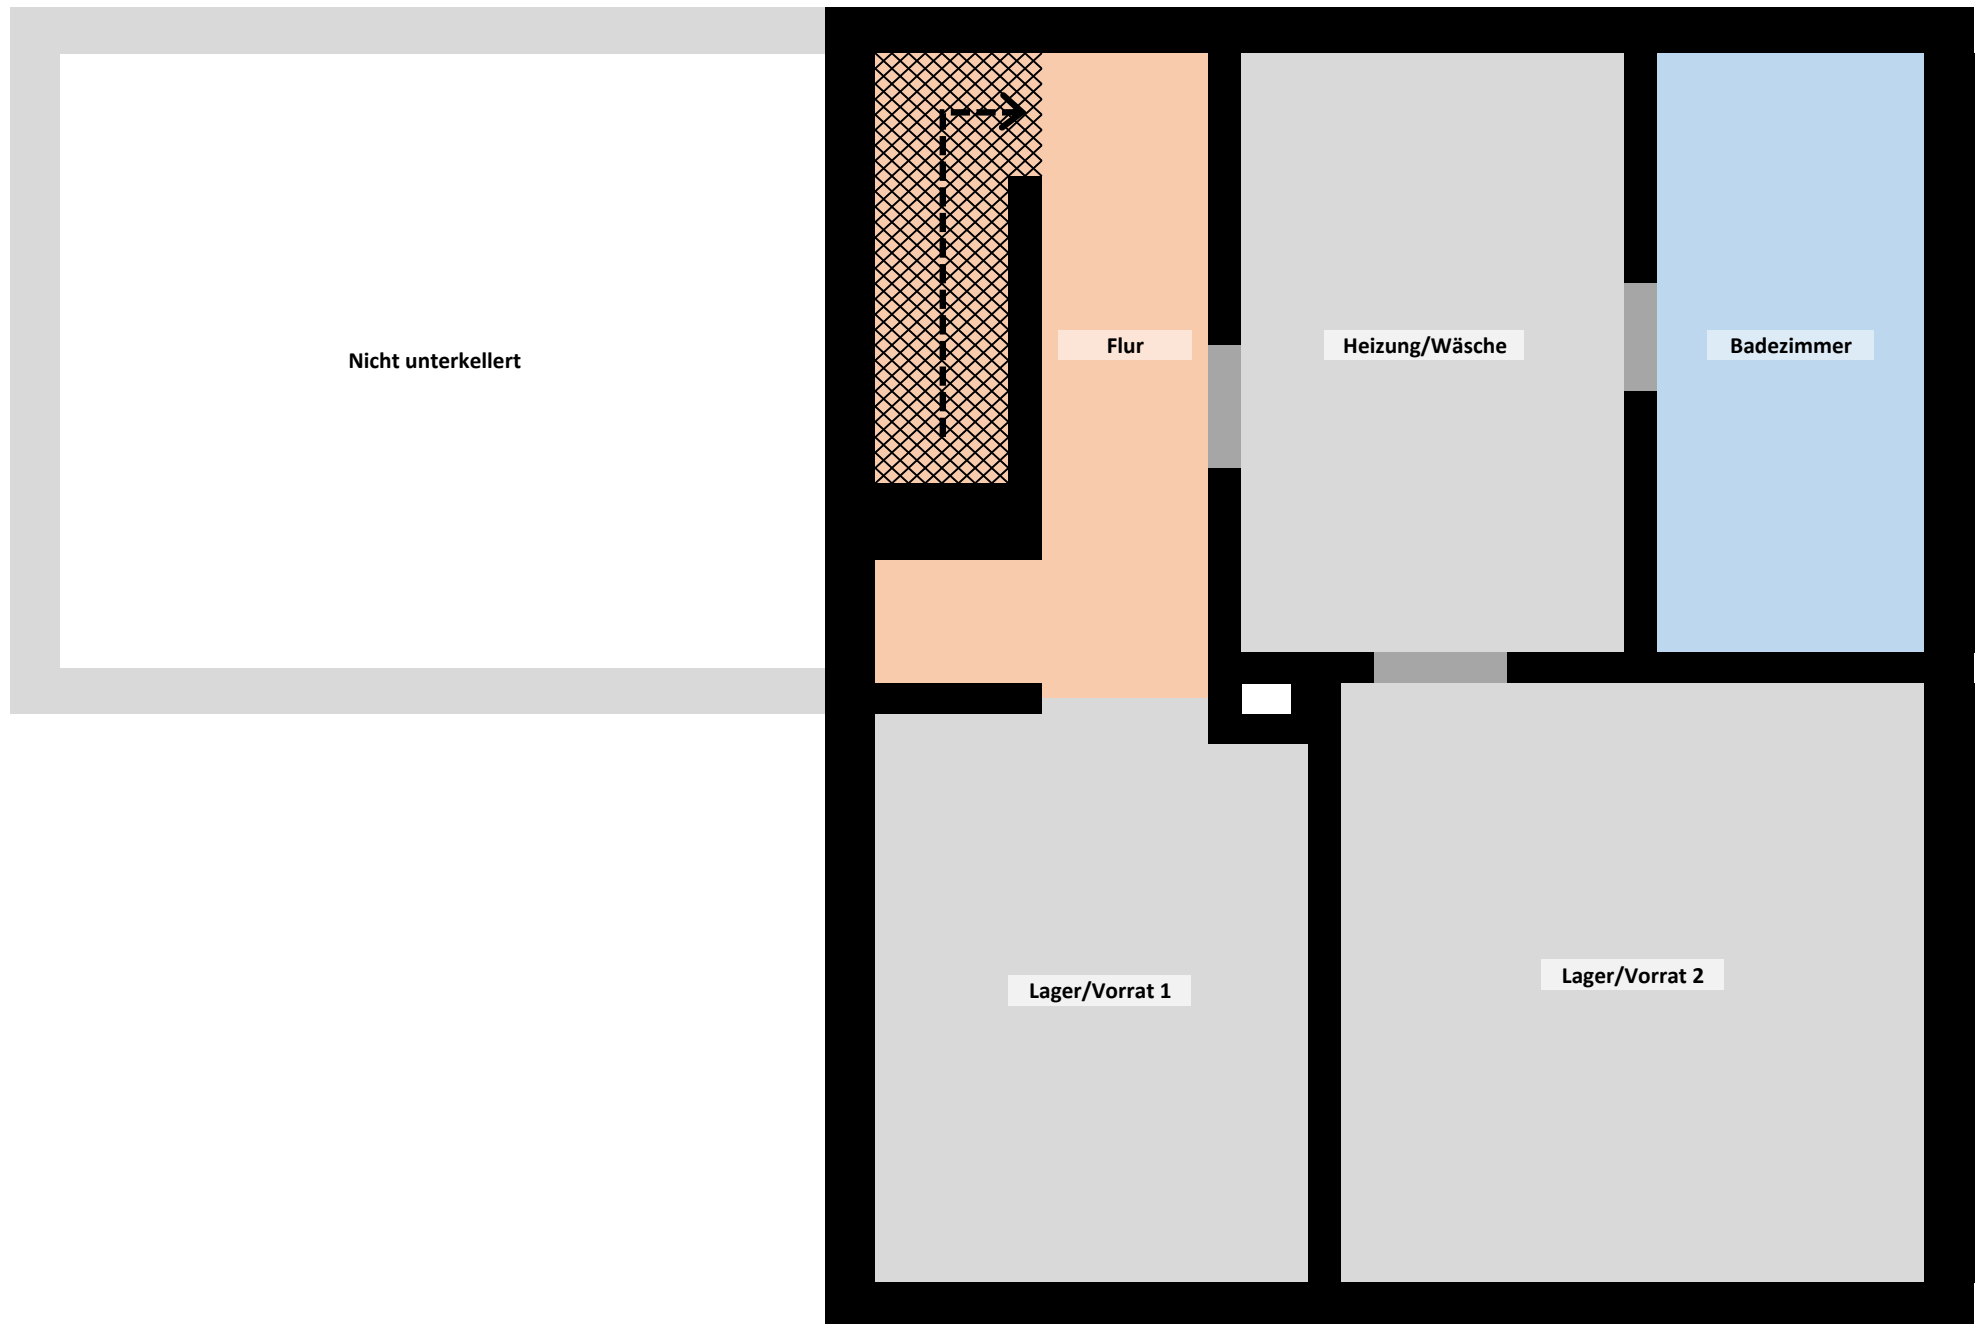 Flur
Heizung/Wäsche
Badezimmer
Nicht unterkellert
Lager/Vorrat 1
Lager/Vorrat 2